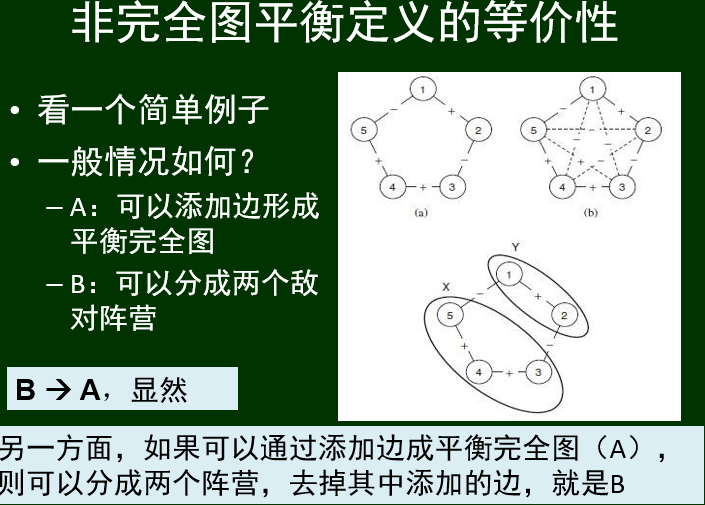 非完全图平衡定义的等价性
• 看一个简单例子
• 一般情况如何？
– A：可以添加边形成
平衡完全图
– B：可以分成两个敌
对阵营
B → A，显然
1
2
3
4
5
-
+
-
+
+
(a)
1
2
3
4
5
-
+
-
+
+
-
-
-
+
-
(b)
Y
X
1
2
3
4
5
-
+
-
+
+
另一方面，如果可以通过添加边成平衡完全图（A），
则可以分成两个阵营，去掉其中添加的边，就是B